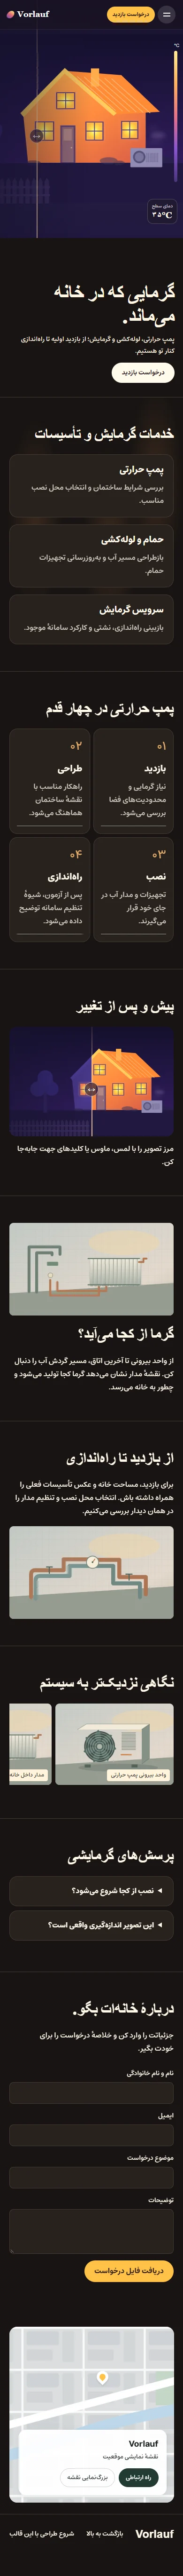 Vorlauf
درخواست بازدید
°C
دمای سطح
۳۵°C
گرمایی که در خانه
می‌ماند.
پمپ حرارتی، لوله‌کشی و گرمایش؛ از بازدید اولیه تا راه‌اندازی
کنار تو هستیم.
درخواست بازدید
خدمات گرمایش و تأسیسات
پمپ حرارتی
بررسی شرایط ساختمان و انتخاب محل نصب
مناسب.
حمام و لوله‌کشی
بازطراحی مسیر آب و به‌روزرسانی تجهیزات
حمام.
سرویس گرمایش
بازبینی راه‌اندازی، نشتی و کارکرد سامانهٔ موجود.
پمپ حرارتی در چهار قدم
۰۱
بازدید
نیاز گرمایی و
محدودیت‌های فضا
بررسی می‌شود.
۰۲
طراحی
راهکار مناسب با
نقشهٔ ساختمان
هماهنگ می‌شود.
۰۳
نصب
تجهیزات و مدار آب در
جای خود قرار
می‌گیرند.
۰۴
راه‌اندازی
پس از آزمون، شیوهٔ
تنظیم سامانه توضیح
داده می‌شود.
پیش و پس از تغییر
مرز تصویر را با لمس، ماوس یا کلیدهای جهت جابه‌جا
کن.
گرما از کجا می‌آید؟
از واحد بیرونی تا آخرین اتاق، مسیر گردش آب را دنبال
کن. نقشهٔ مدار نشان می‌دهد گرما کجا تولید می‌شود و
چطور به خانه می‌رسد.
از بازدید تا راه‌اندازی
برای بازدید، مساحت خانه و عکس تأسیسات فعلی را
همراه داشته باش. انتخاب محل نصب و تنظیم مدار را
در همان دیدار بررسی می‌کنیم.
نگاهی نزدیک‌تر به سیستم
واحد بیرونی پمپ حرارتی
مدار داخل خانه
پرسش‌های گرمایشی
نصب از کجا شروع می‌شود؟
این تصویر اندازه‌گیری واقعی است؟
دربارهٔ خانه‌ات بگو.
جزئیاتت را وارد کن و خلاصهٔ درخواست را برای
خودت بگیر.
نام و نام خانوادگی
ایمیل
موضوع درخواست
توضیحات
دریافت فایل درخواست
Vorlauf
نقشهٔ نمایشی موقعیت
راه ارتباطی
بزرگ‌نمایی نقشه
Vorlauf
بازگشت به بالا
شروع طراحی با این قالب